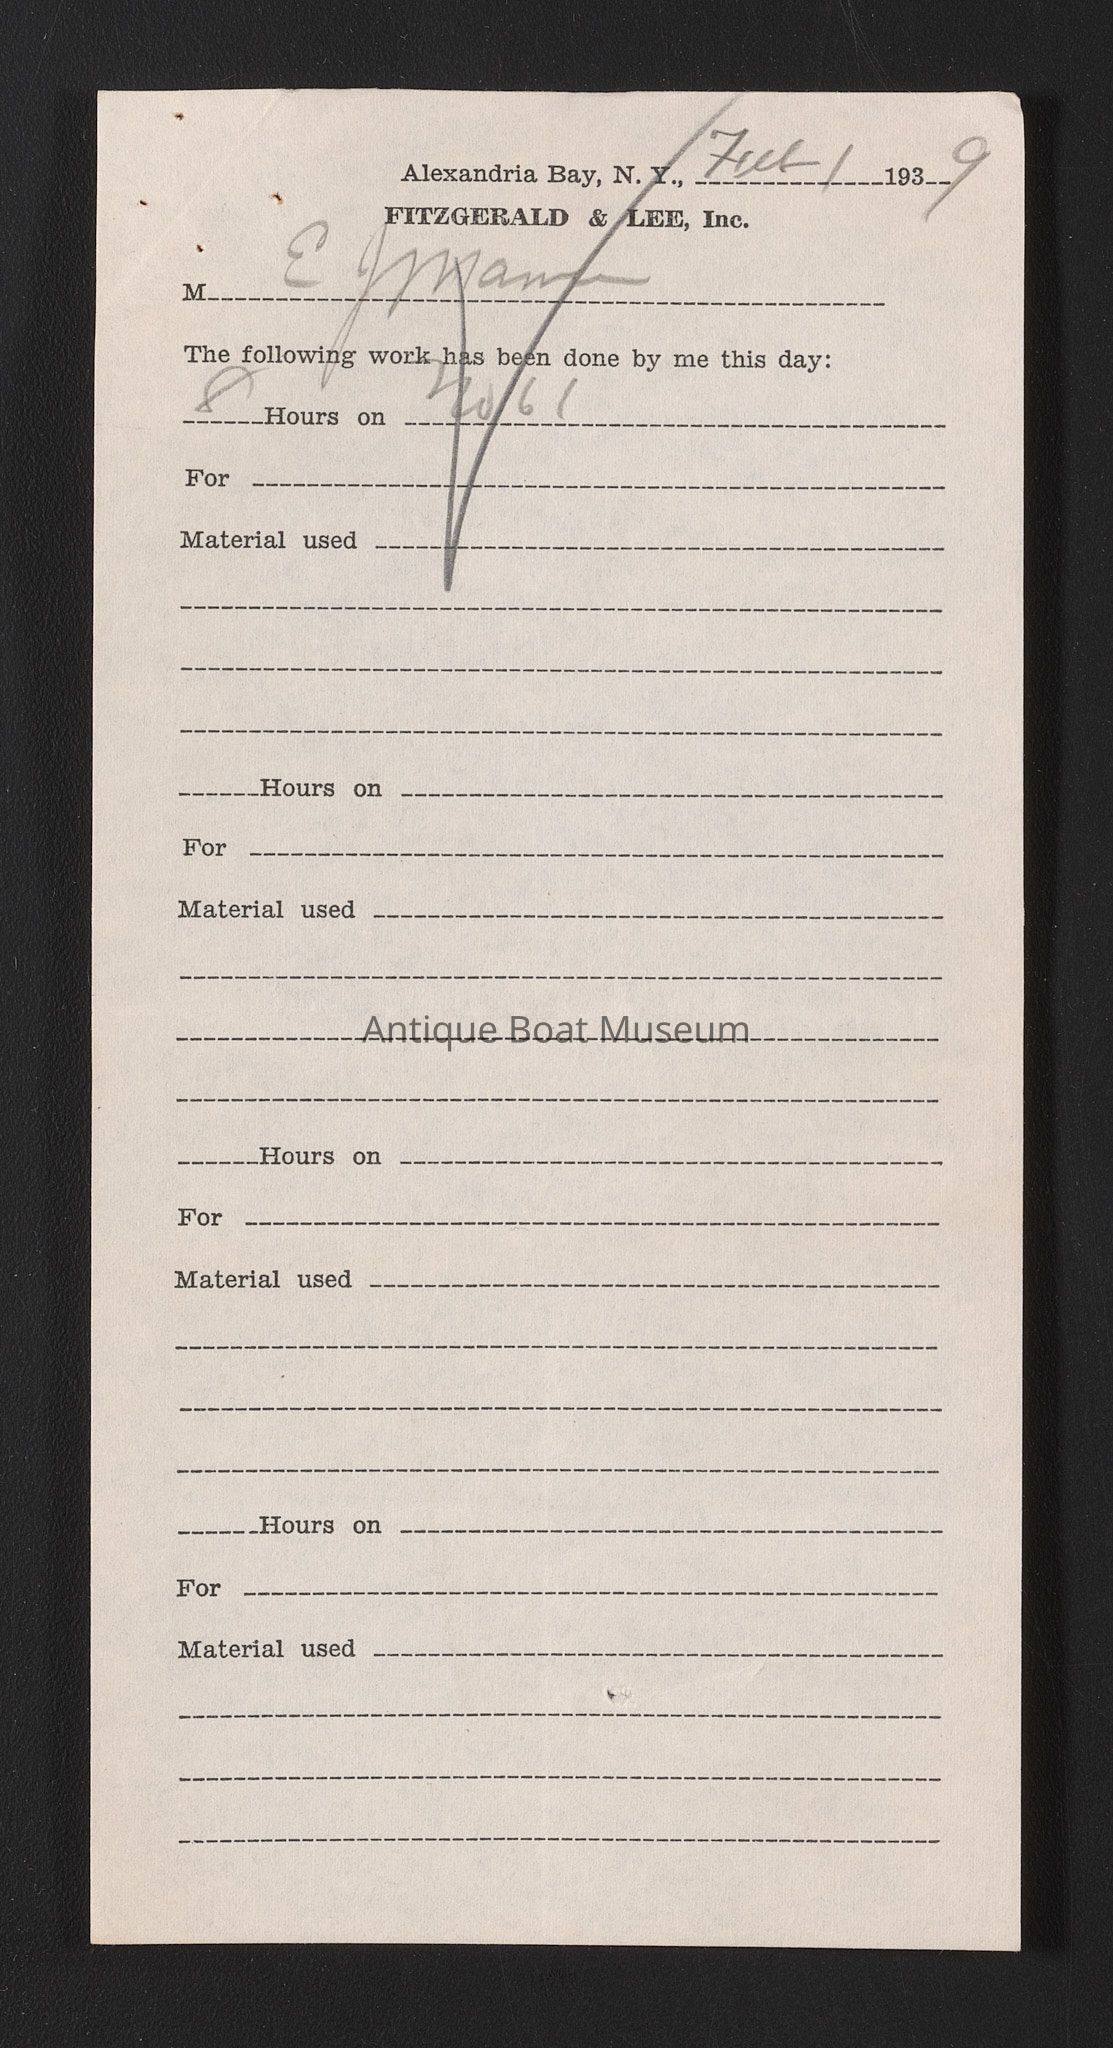 Alexandria Bay, N. Y., Feb 1 1939
FITZGERALD & LEE, Inc.
M E J
The following work has been done by me this day:
8 Hours on No 61
For
Material used
Hours on
For
Material used
Antique Boat Museum
Hours on
For
Material used
Hours on
For
Material used